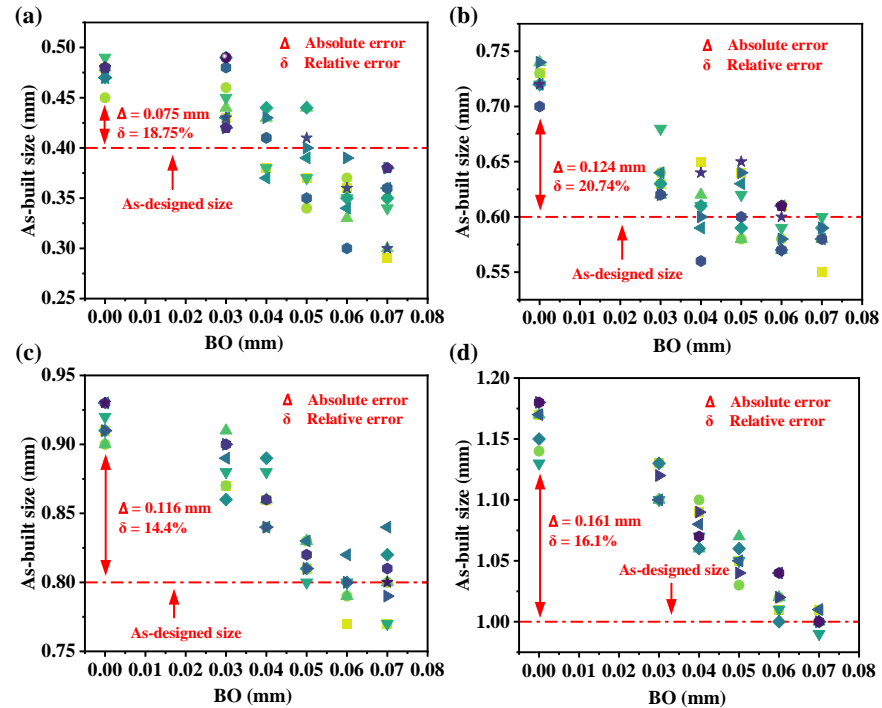 (a)
0.50
0.45
0.40
0.35
0.30
0.25
As-built size (mm)
Δ Absolute error
δ Relative error
Δ = 0.075 mm
δ = 18.75%
As-designed size
0.00 0.01 0.02 0.03 0.04 0.05 0.06 0.07 0.08
BO (mm)
(b)
0.75
0.70
0.65
0.60
0.55
As-built size (mm)
Δ Absolute error
δ Relative error
Δ = 0.124 mm
δ = 20.74%
As-designed size
0.00 0.01 0.02 0.03 0.04 0.05 0.06 0.07 0.08
BO (mm)
(c)
0.95
0.90
0.85
0.80
0.75
As-built size (mm)
Δ Absolute error
δ Relative error
Δ = 0.116 mm
δ = 14.4%
As-designed size
0.00 0.01 0.02 0.03 0.04 0.05 0.06 0.07 0.08
BO (mm)
(d)
1.20
1.15
1.10
1.05
1.00
As-built size (mm)
Δ Absolute error
δ Relative error
Δ = 0.161 mm
δ = 16.1%
As-designed size
0.00 0.01 0.02 0.03 0.04 0.05 0.06 0.07 0.08
BO (mm)